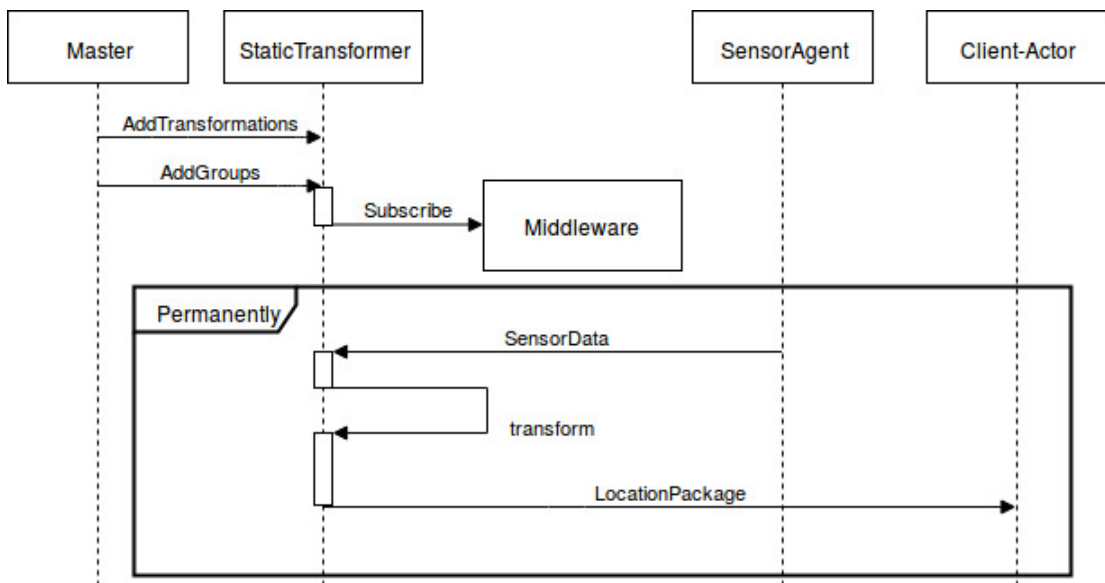 Master
StaticTransformer
SensorAgent
Client-Actor
AddTransformations
AddGroups
Subscribe
Middleware
Permanently
SensorData
transform
LocationPackage